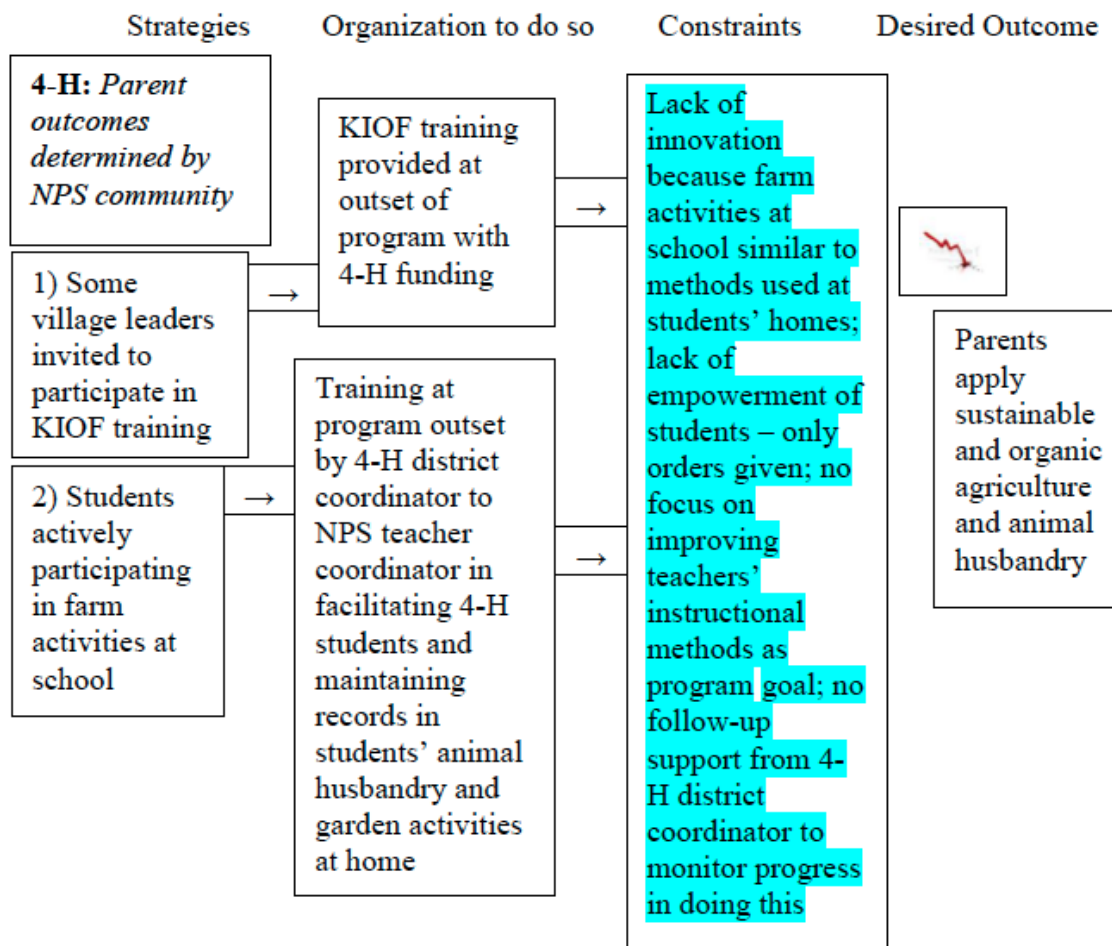 Strategies Organization to do so Constraints Desired Outcome
4-H: Parent
outcomes
determined by
NPS community
1) Some
village leaders
invited to
participate in
KIOF training
2) Students
actively
participating
in farm
activities at
school
→
→
KIOF training
provided at
outset of
program with
4-H funding
Training at
program outset
by 4-H district
coordinator to
NPS teacher
coordinator in
facilitating 4-H
students and
maintaining
records in
students’ animal
husbandry and
garden activities
at home
→
→
Lack of
innovation
because farm
activities at
school similar to
methods used at
students’ homes;
lack of
empowerment of
students – only
orders given; no
focus on
improving
teachers’
instructional
methods as
program goal; no
follow-up
support from 4-
H district
coordinator to
monitor progress
in doing this
Parents
apply
sustainable
and organic
agriculture
and animal
husbandry